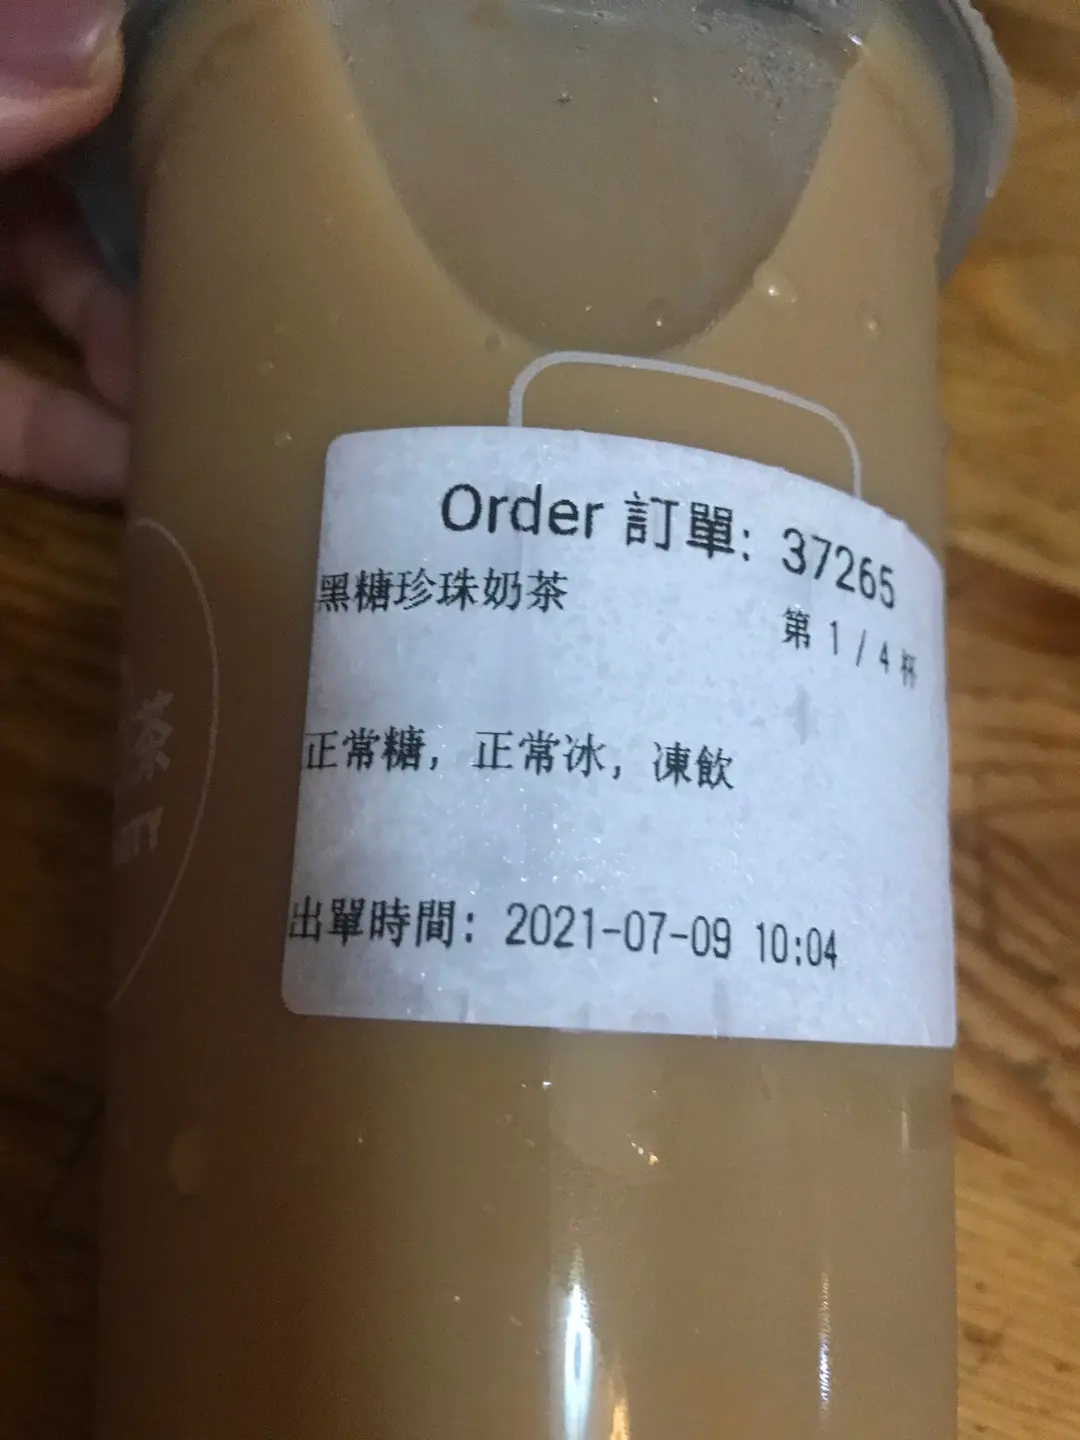 Order 訂單: 37265
黑糖珍珠奶茶
第 1 / 4 杯
正常糖, 正常冰, 凍飲
出單時間: 2021-07-09 10:04
茶